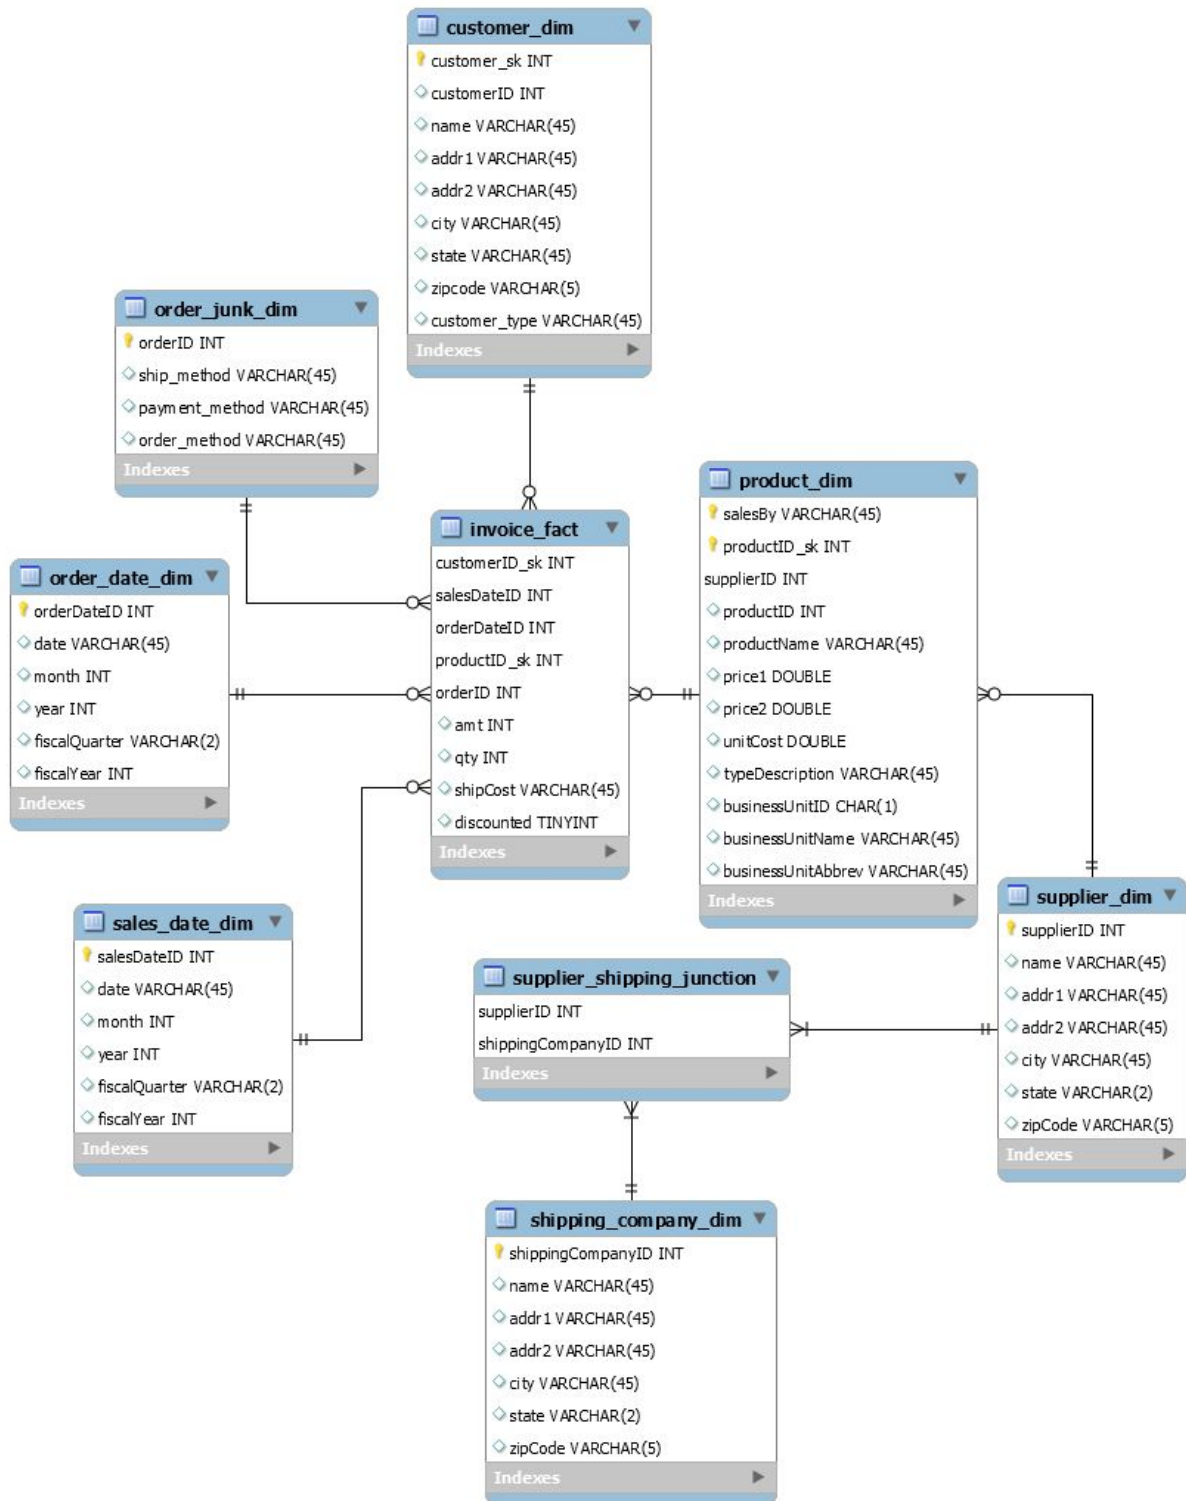 customer_dim
customer_sk INT
customerID INT
name VARCHAR(45)
addr1 VARCHAR(45)
addr2 VARCHAR(45)
city VARCHAR(45)
state VARCHAR(45)
zipcode VARCHAR(5)
customer_type VARCHAR(45)
Indexes
order_junk_dim
orderID INT
ship_method VARCHAR(45)
payment_method VARCHAR(45)
order_method VARCHAR(45)
Indexes
order_date_dim
orderDateID INT
date VARCHAR(45)
month INT
year INT
fiscalQuarter VARCHAR(2)
fiscalYear INT
Indexes
invoice_fact
customerID_sk INT
salesDateID INT
orderDateID INT
productID_sk INT
orderID INT
amt INT
qty INT
shipCost VARCHAR(45)
discounted TINYINT
Indexes
product_dim
salesBy VARCHAR(45)
productID_sk INT
supplierID INT
productID INT
productName VARCHAR(45)
price1 DOUBLE
price2 DOUBLE
unitCost DOUBLE
typeDescription VARCHAR(45)
businessUnitID CHAR(1)
businessUnitName VARCHAR(45)
businessUnitAbbrev VARCHAR(45)
Indexes
sales_date_dim
salesDateID INT
date VARCHAR(45)
month INT
year INT
fiscalQuarter VARCHAR(2)
fiscalYear INT
Indexes
supplier_shipping_junction
supplierID INT
shippingCompanyID INT
Indexes
supplier_dim
supplierID INT
name VARCHAR(45)
addr1 VARCHAR(45)
addr2 VARCHAR(45)
city VARCHAR(45)
state VARCHAR(2)
zipCode VARCHAR(5)
Indexes
shipping_company_dim
shippingCompanyID INT
name VARCHAR(45)
addr1 VARCHAR(45)
addr2 VARCHAR(45)
city VARCHAR(45)
state VARCHAR(2)
zipCode VARCHAR(5)
Indexes